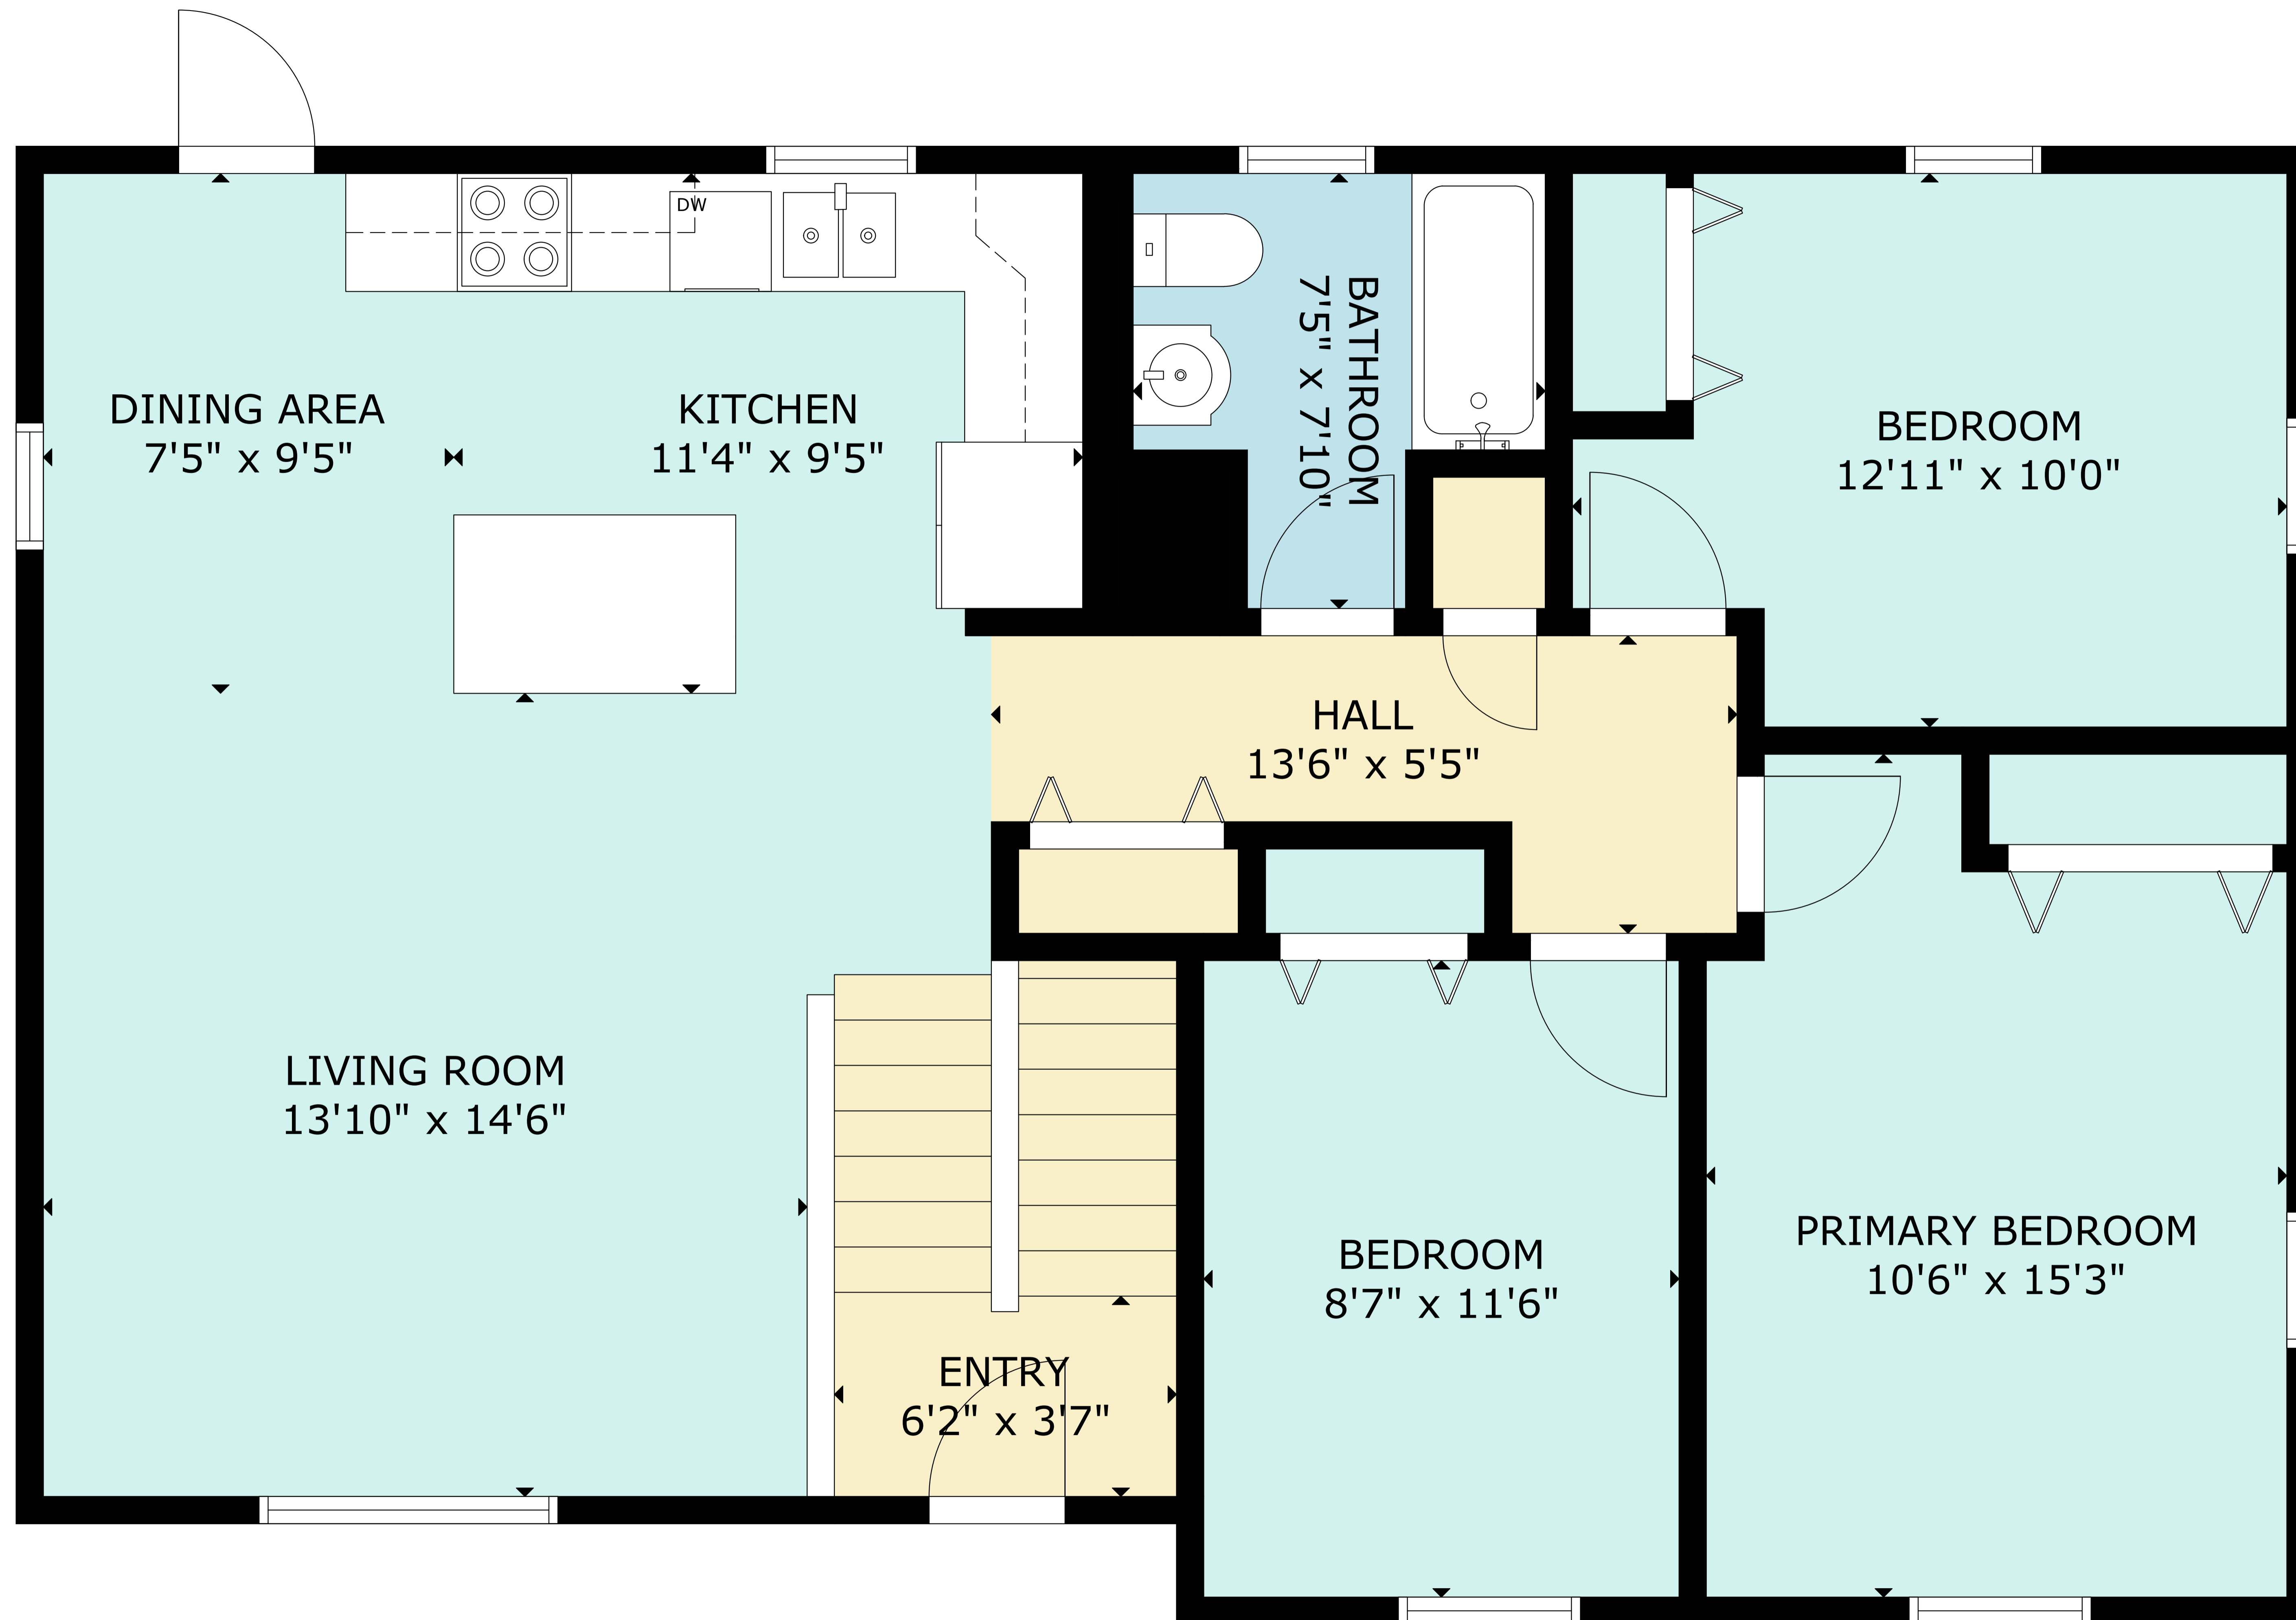 DW
DINING AREA
7'5" x 9'5"
KITCHEN
11'4" x 9'5"
BATHROOM
7'5" x 7'10"
BEDROOM
12'11" x 10'0"
HALL
13'6" x 5'5"
LIVING ROOM
13'10" x 14'6"
BEDROOM
8'7" x 11'6"
PRIMARY BEDROOM
10'6" x 15'3"
ENTRY
6'2" x 3'7"